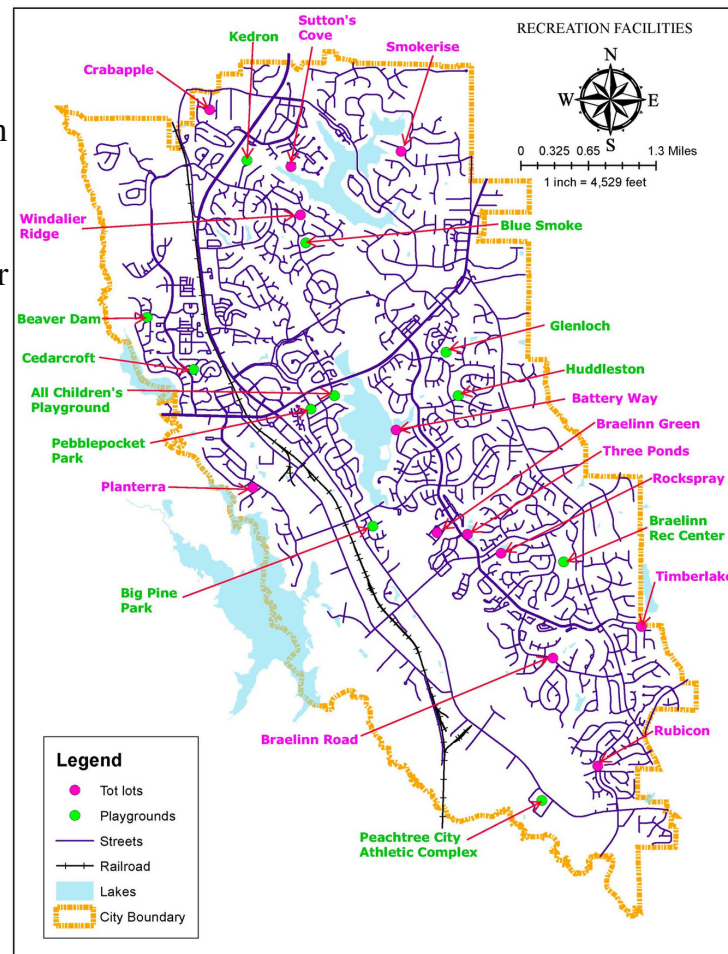 RECREATION FACILITIES
N
W E
S
0 0.325 0.65 1.3 Miles
1 inch = 4,529 feet
Sutton's
Cove
Kedron
Smokerise
Crabapple
Windalier
Ridge
Blue Smoke
Beaver Dam
Glenloch
Cedarcroft
Huddleston
All Children's
Playground
Battery Way
Braelinn Green
Pebblepocket
Park
Three Ponds
Rockspray
Planterra
Braelinn
Rec Center
Big Pine
Park
Timberlake
Braelinn Road
Rubicon
Peachtree City
Athletic Complex
Legend
Tot lots
Playgrounds
Streets
Railroad
Lakes
City Boundary